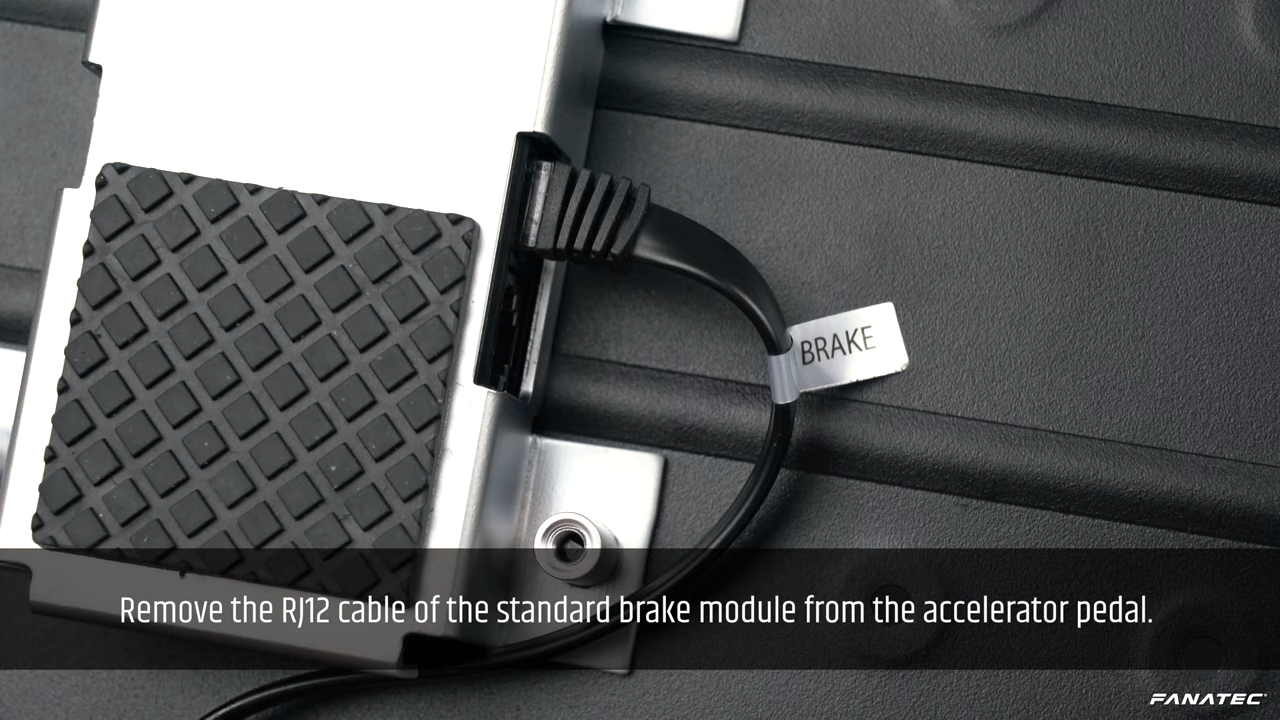 BRAKE
Remove the RJ12 cable of the standard brake module from the accelerator pedal.
FANATEC